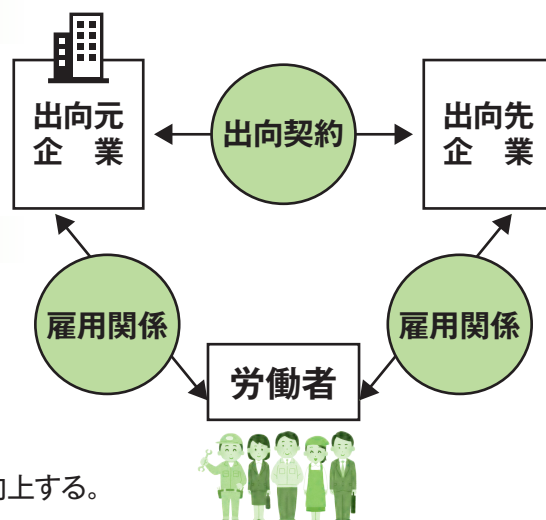 出向元
企　業
出向契約
出向先
企　業
雇用関係
雇用関係
労働者
向上する。